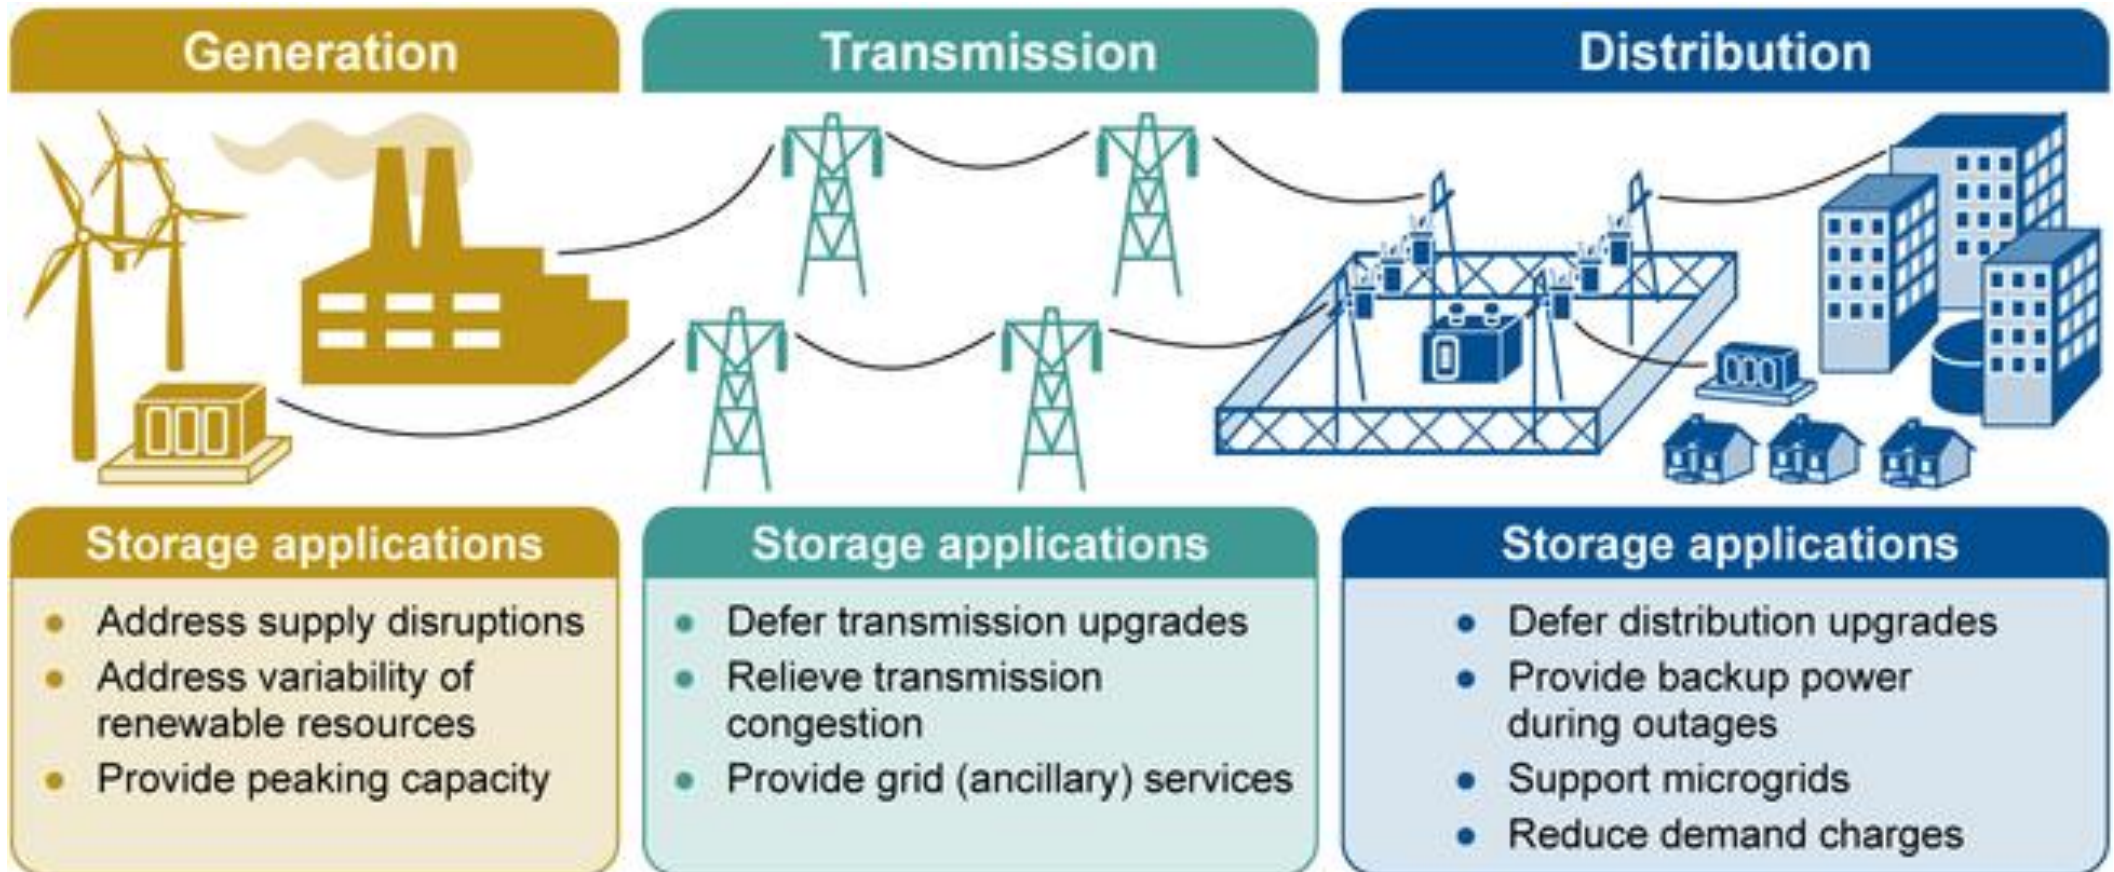 Generation
Transmission
Distribution
Storage applications
Address supply disruptions
Address variability of
renewable resources
Provide peaking capacity
Storage applications
Defer transmission upgrades
Relieve transmission
congestion
Provide grid (ancillary) services
Storage applications
Defer distribution upgrades
Provide backup power
during outages
Support microgrids
Reduce demand charges